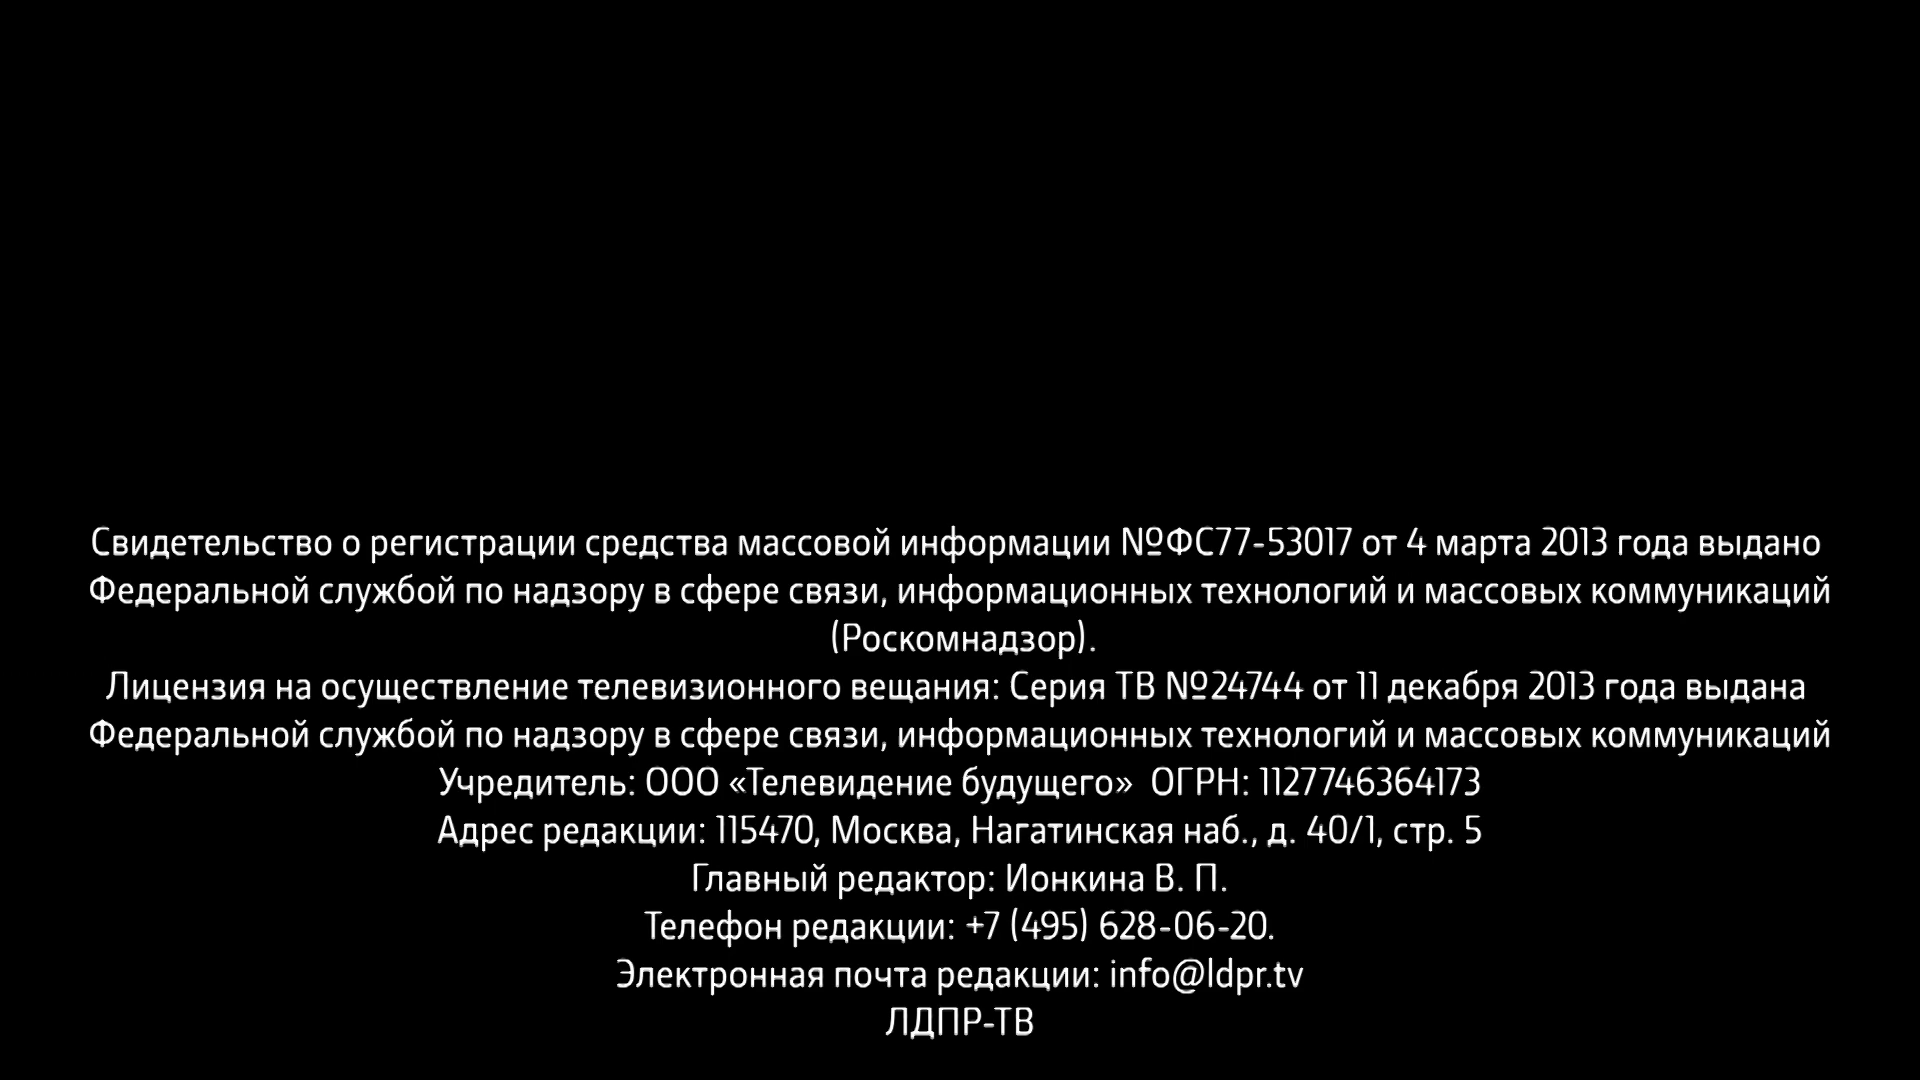 Свидетельство о регистрации средства массовой информации №ФС77-53017 от 4 марта 2013 года выдано
Федеральной службой по надзору в сфере связи, информационных технологий и массовых коммуникаций
(Роскомнадзор).
Лицензия на осуществление телевизионного вещания: Серия ТВ №24744 от 11 декабря 2013 года выдана
Федеральной службой по надзору в сфере связи, информационных технологий и массовых коммуникаций
Учредитель: ООО «Телевидение будущего» ОГРН: 1127746364173
Адрес редакции: 115470, Москва, Нагатинская наб., д. 40/1, стр. 5
Главный редактор: Ионкина В. П.
Телефон редакции: +7 (495) 628-06-20.
Электронная почта редакции: info@ldpr.tv
ЛДПР-ТВ